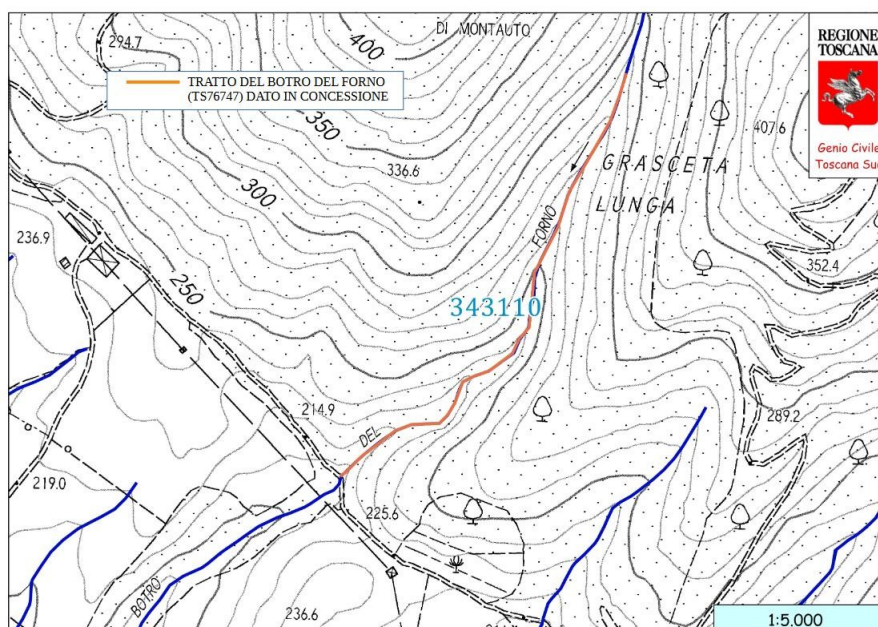 DI MONTAUTO
REGIONE
TOSCANA
294.7
400
TRATTO DEL BOTRO DEL FORNO
(TS76747) DATO IN CONCESSIONE
350
407.6
Genio Civile
Toscana Sud
336.6
GRASCETA
LUNGA
300
FORNO
236.9
352.4
250
343110
214.9
289.2
DEL
219.0
225.6
BOTRO
236.6
1:5.000